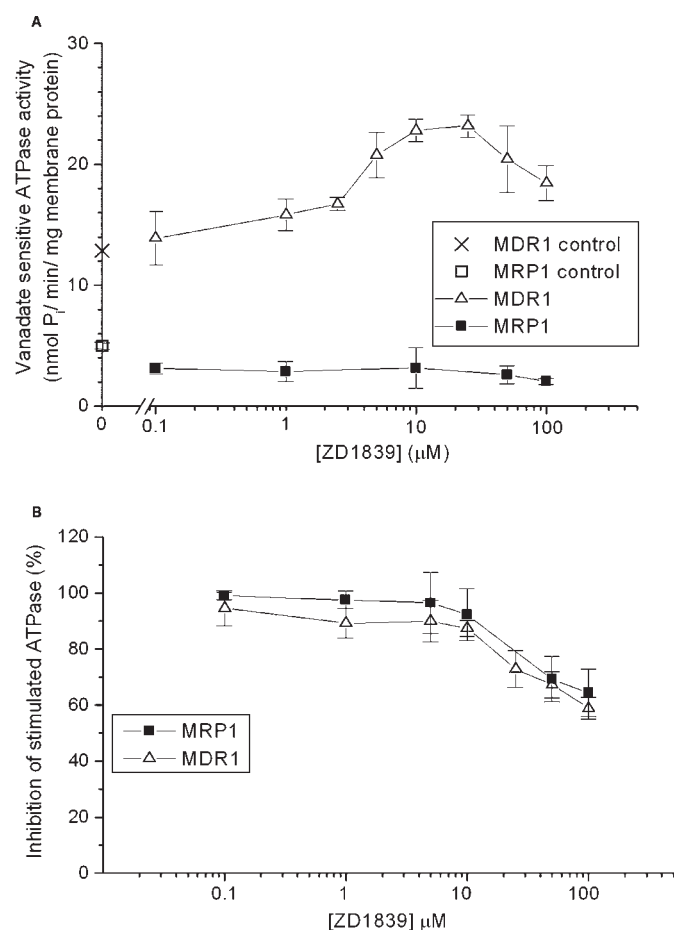 A
Vanadate sensitive ATPase activity
(nmol Pi/ min/ mg membrane protein)
30
20
10
0
MDR1 control
MRP1 control
MDR1
MRP1
0
0.1
1
10
100
[ZD1839] (μM)
B
Inhibition of stimulated ATPase (%)
120
100
80
60
40
20
0
MRP1
MDR1
0.1
1
10
100
[ZD1839] μM